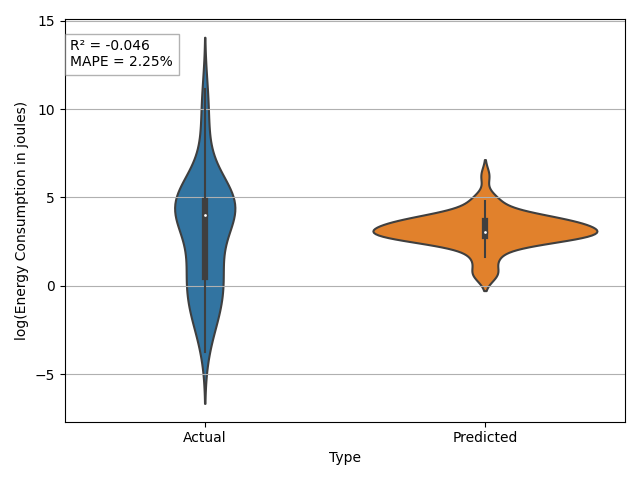 15
R² = -0.046
MAPE = 2.25%
10
5
0
−5
log(Energy Consumption in joules)
Actual
Predicted
Type